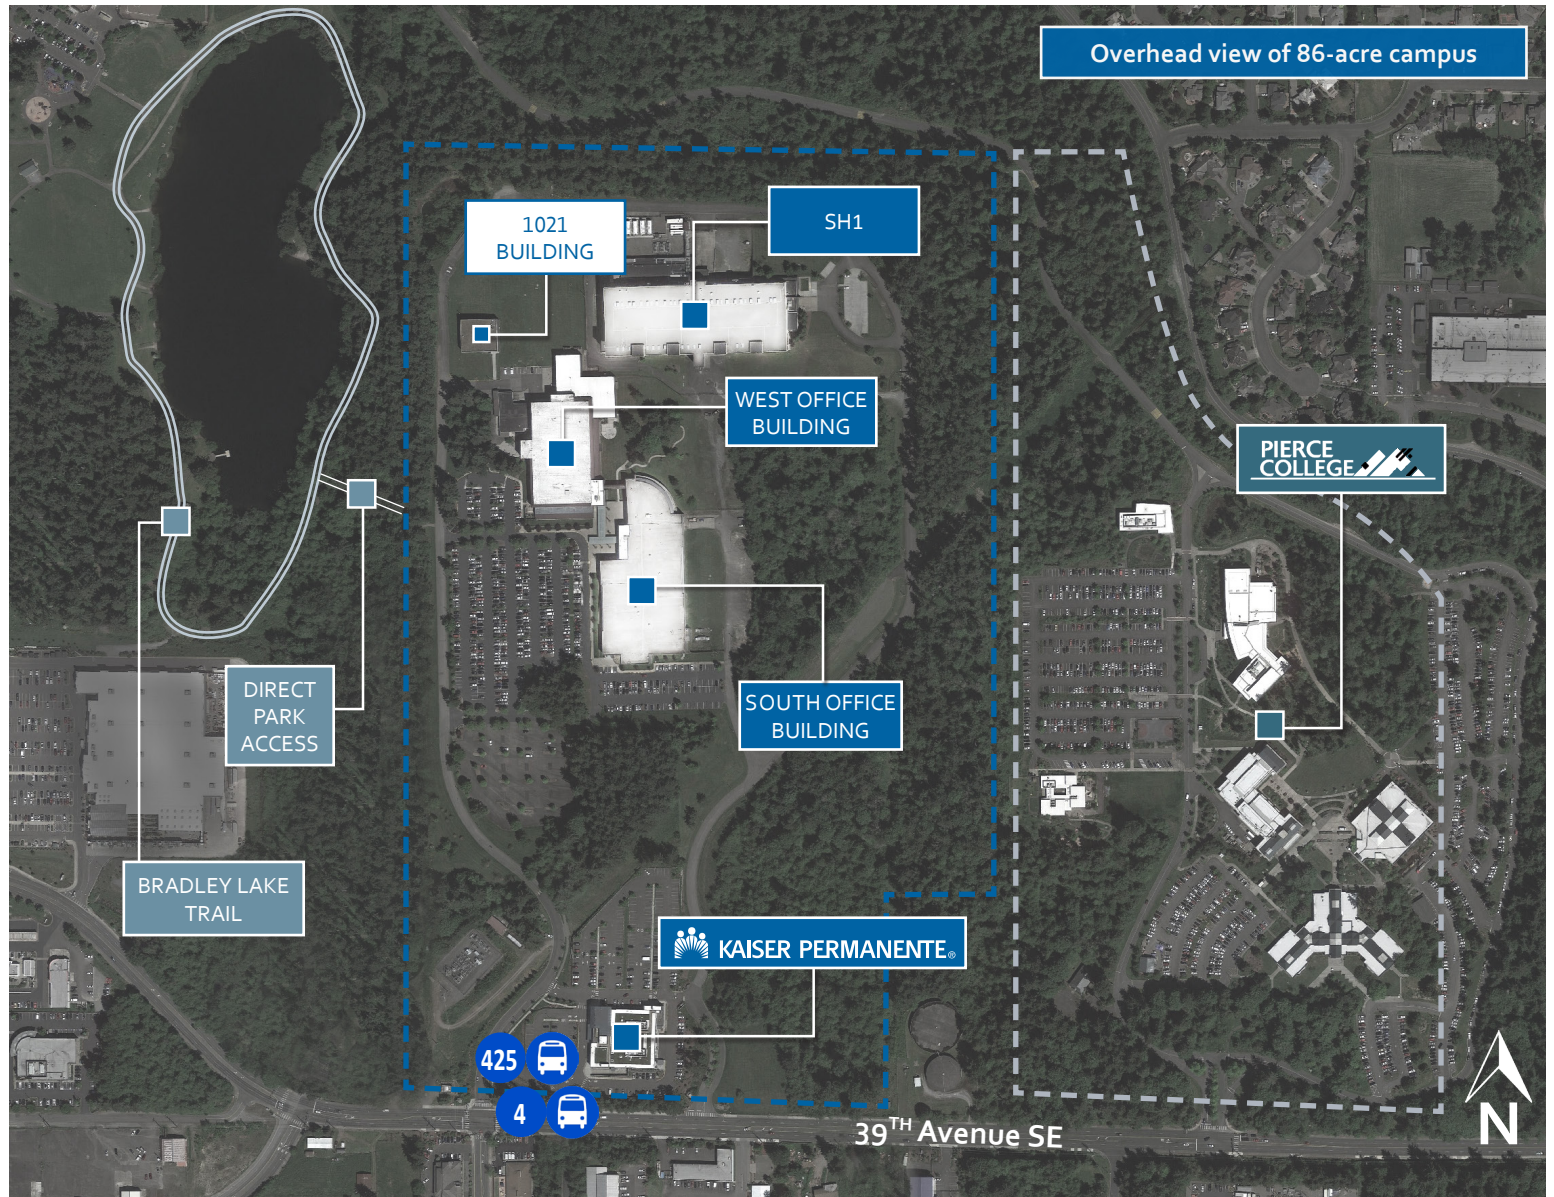 Overhead view of 86-acre campus
1021
BUILDING
SH1
WEST OFFICE
BUILDING
PIERCE
COLLEGE
SOUTH OFFICE
BUILDING
DIRECT
PARK
ACCESS
BRADLEY LAKE
TRAIL
KAISER PERMANENTE®
425
4
39TH Avenue SE
N